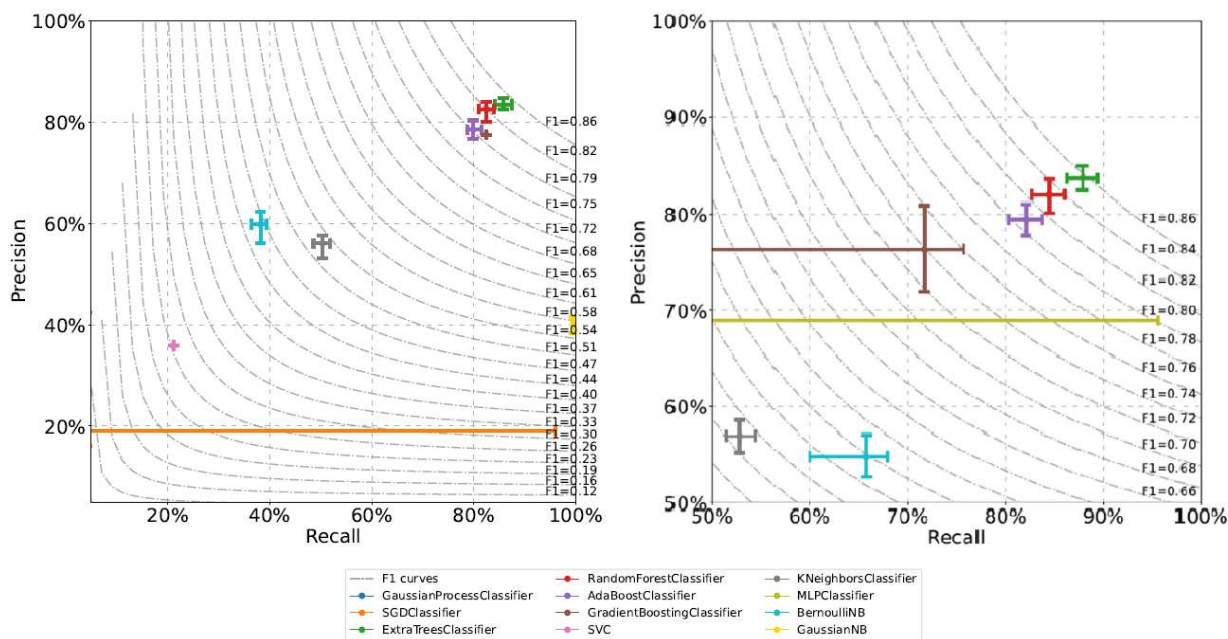 100%
80%
60%
40%
20%
Precision
20%
40%
60%
80%
100%
Recall
F1=0.86
F1=0.82
F1=0.79
F1=0.75
F1=0.72
F1=0.68
F1=0.65
F1=0.61
F1=0.58
F1=0.54
F1=0.51
F1=0.47
F1=0.44
F1=0.40
F1=0.37
F1=0.33
F1=0.30
F1=0.26
F1=0.23
F1=0.19
F1=0.16
F1=0.12
100%
90%
80%
70%
60%
50%
Precision
50%
60%
70%
80%
90%
100%
Recall
F1=0.86
F1=0.84
F1=0.82
F1=0.80
F1=0.78
F1=0.76
F1=0.74
F1=0.72
F1=0.70
F1=0.68
F1=0.66
F1 curves
GaussianProcessClassifier
SGDClassifier
ExtraTreesClassifier
RandomForestClassifier
AdaBoostClassifier
GradientBoostingClassifier
SVC
KNeighborsClassifier
MLPClassifier
BernoulliNB
GaussianNB